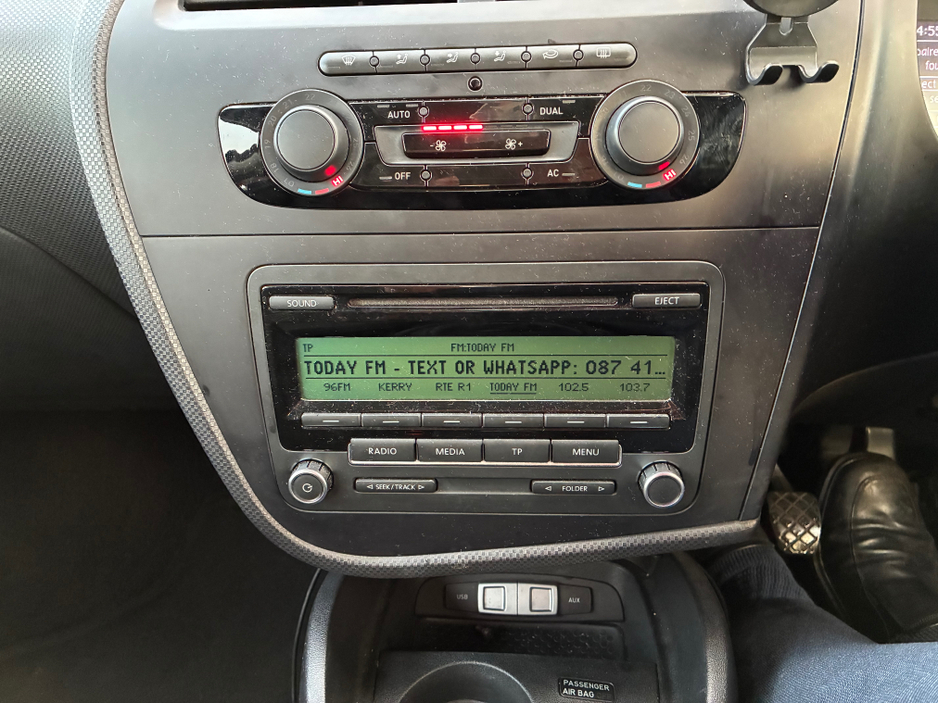 AUTO
DUAL
OFF
AC
HI
HI
SOUND
EJECT
TP
FM:TODAY FM
TODAY FM - TEXT OR WHATSAPP: 087 41...
96FM KERRY RTE R1 TODAY FM 102.5 103.7
RADIO MEDIA TP MENU
SEEK/TRACK
FOLDER
USB
AUX
PASSENGER
AIR BAG